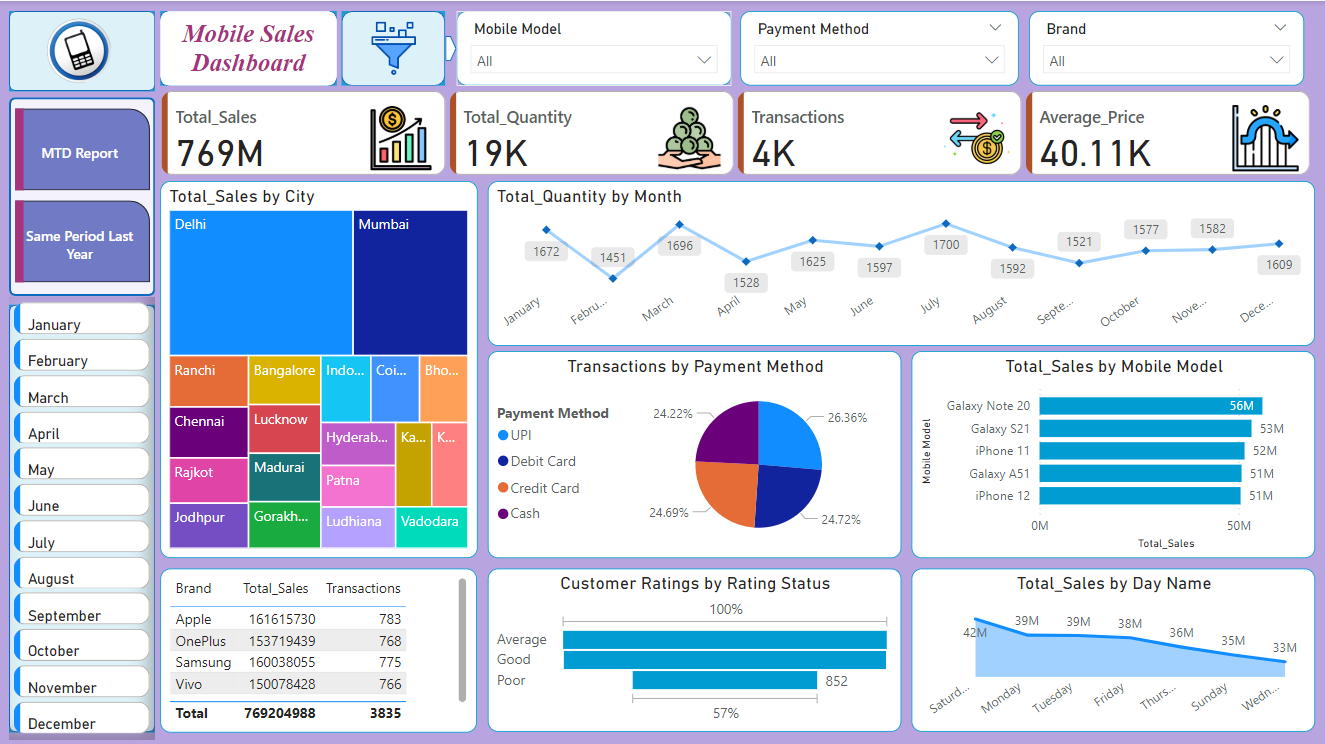 Mobile Sales
Dashboard
Mobile Model
All
Payment Method
All
Brand
All
MTD Report
Same Period Last
Year
January
February
March
April
May
June
July
August
September
October
November
December
Total_Sales
769M
Total_Quantity
19K
Transactions
4K
Average_Price
40.11K
Total_Sales by City
Delhi
Mumbai
Ranchi
Bangalore
Indo...
Coi...
Bho...
Chennai
Lucknow
Hyderab...
Ka...
K...
Rajkot
Madurai
Patna
Jodhpur
Gorakh...
Ludhiana
Vadodara
Total_Quantity by Month
1672
1451
1696
1528
1625
1597
1700
1592
1521
1577
1582
1609
January
Febru...
March
April
May
June
July
August
Septe...
October
Nove...
Dece...
Transactions by Payment Method
Payment Method
UPI
Debit Card
Credit Card
Cash
24.22%
26.36%
24.69%
24.72%
Total_Sales by Mobile Model
Mobile Model
Galaxy Note 20 56M
Galaxy S21 53M
iPhone 11 52M
Galaxy A51 51M
iPhone 12 51M
0M 50M
Total_Sales
Brand Total_Sales Transactions
Apple 161615730 783
OnePlus 153719439 768
Samsung 160038055 775
Vivo 150078428 766
Total 769204988 3835
Customer Ratings by Rating Status
100%
Average
Good
Poor 852
57%
Total_Sales by Day Name
42M
39M
39M
38M
36M
35M
33M
Saturd...
Monday
Tuesday
Friday
Thurs...
Sunday
Wedn...